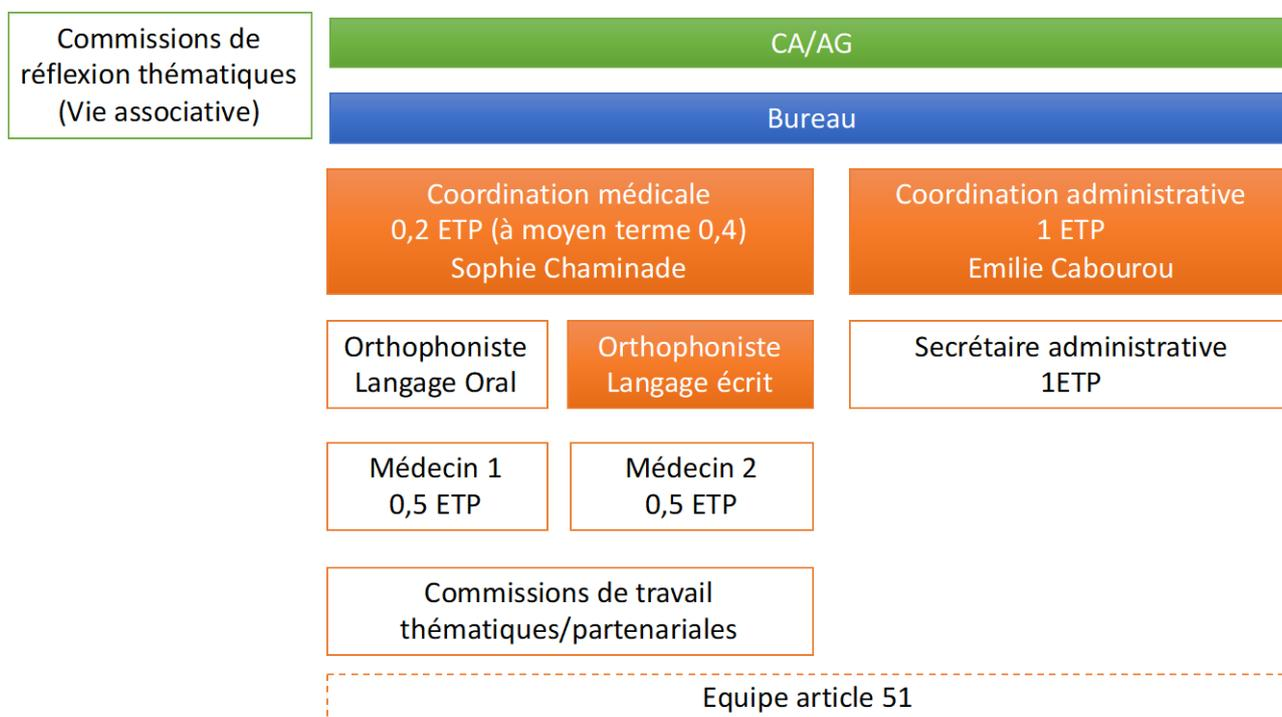 Commissions de
réflexion thématiques
(Vie associative)
CA/AG
Bureau
Coordination médicale
0,2 ETP (à moyen terme 0,4)
Sophie Chaminade
Coordination administrative
1 ETP
Emilie Cabourou
Orthophoniste
Langage Oral
Orthophoniste
Langage écrit
Secrétaire administrative
1ETP
Médecin 1
0,5 ETP
Médecin 2
0,5 ETP
Commissions de travail
thématiques/partenariales
Equipe article 51